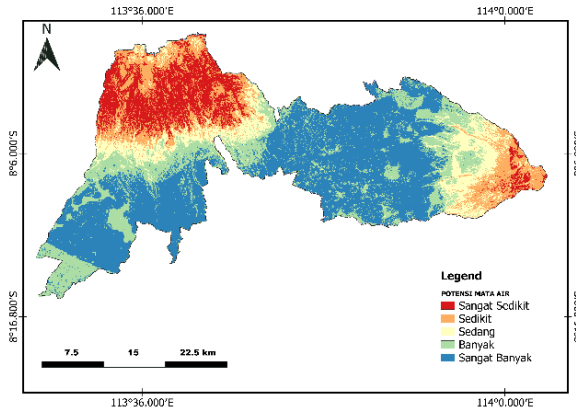 113°36.000'E
114°0.000'E
N
8°6.000'S
Legend
POTENSI MATA AIR
Sangat Sedikit
Sedikit
Sedang
Banyak
Sangat Banyak
8°16.800'S
7.5
15
22.5 km
113°36.000'E
114°0.000'E